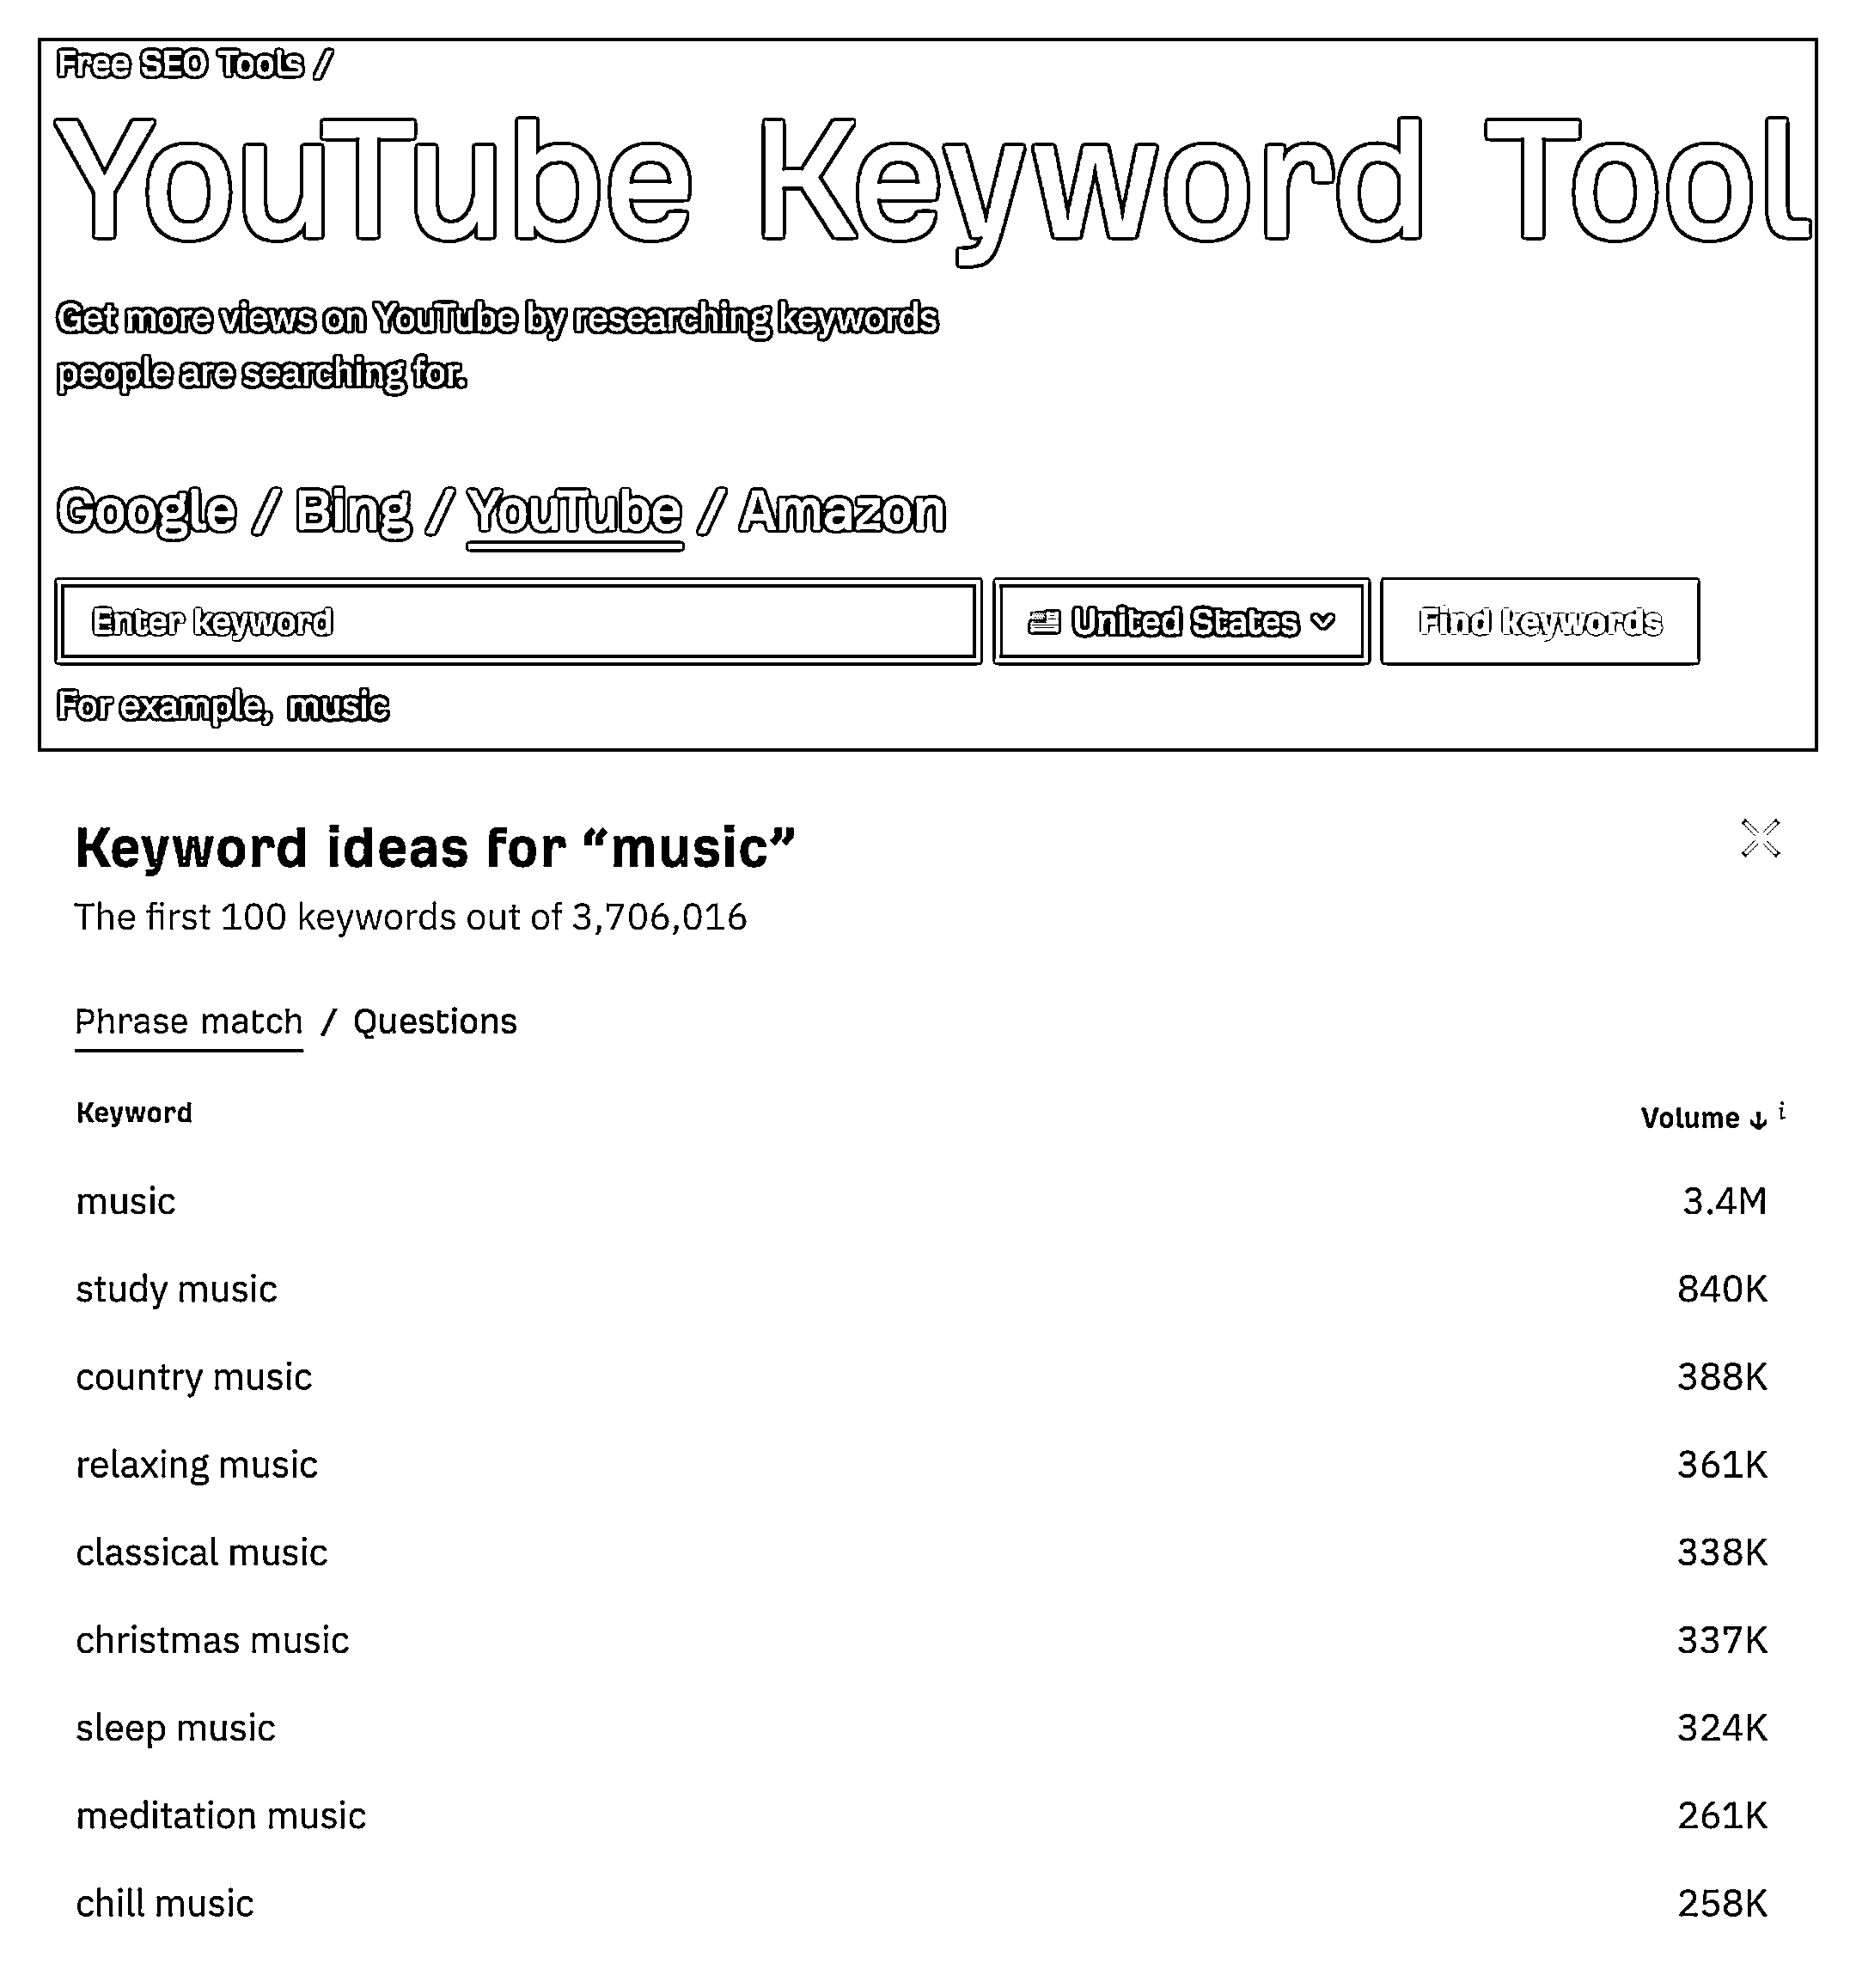 Free SEO Tools /
YouTube Keyword Tool
Get more views on YouTube by researching keywords
people are searching for.
Google / Bing / YouTube / Amazon
Enter keyword United States Find keywords
For example, music
Keyword ideas for “music”
The first 100 keywords out of 3,706,016
Phrase match / Questions
Keyword Volume ↓ i
music 3.4M
study music 840K
country music 388K
relaxing music 361K
classical music 338K
christmas music 337K
sleep music 324K
meditation music 261K
chill music 258K